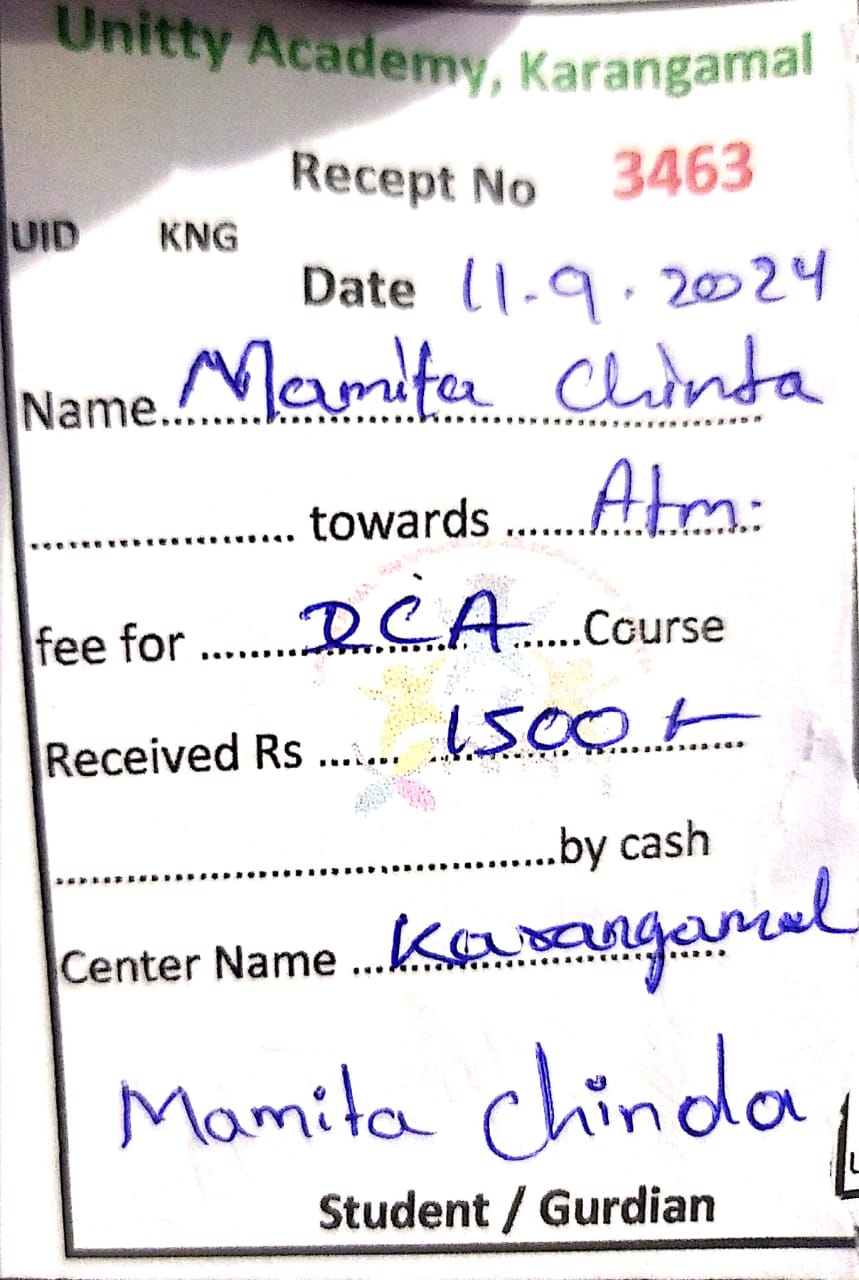 Unitty Academy, Karangamal
Recept No 3463
UID KNG
Date 11-9.2024
Name Mamita Chinta
towards Atm:
fee for DCA Course
Received Rs 1500/-
by cash
Center Name Karangamal
Mamita Chinda
Student / Gurdian